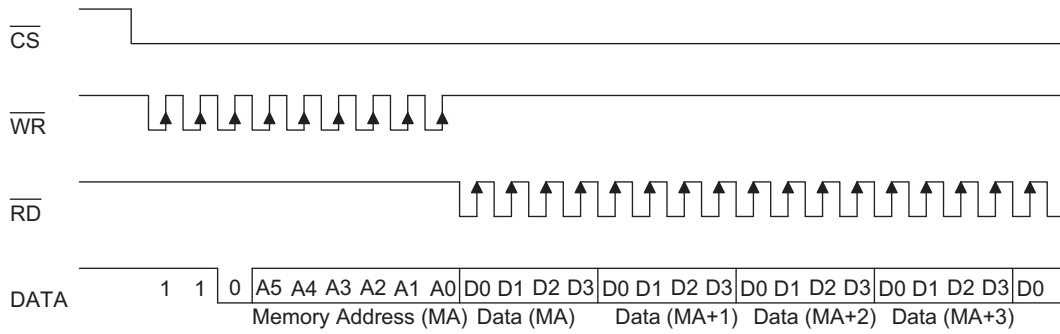 CS
WR
RD
DATA
1 1 0 A5 A4 A3 A2 A1 A0 D0 D1 D2 D3 D0 D1 D2 D3 D0 D1 D2 D3 D0 D1 D2 D3 D0
Memory Address (MA) Data (MA) Data (MA+1) Data (MA+2) Data (MA+3)